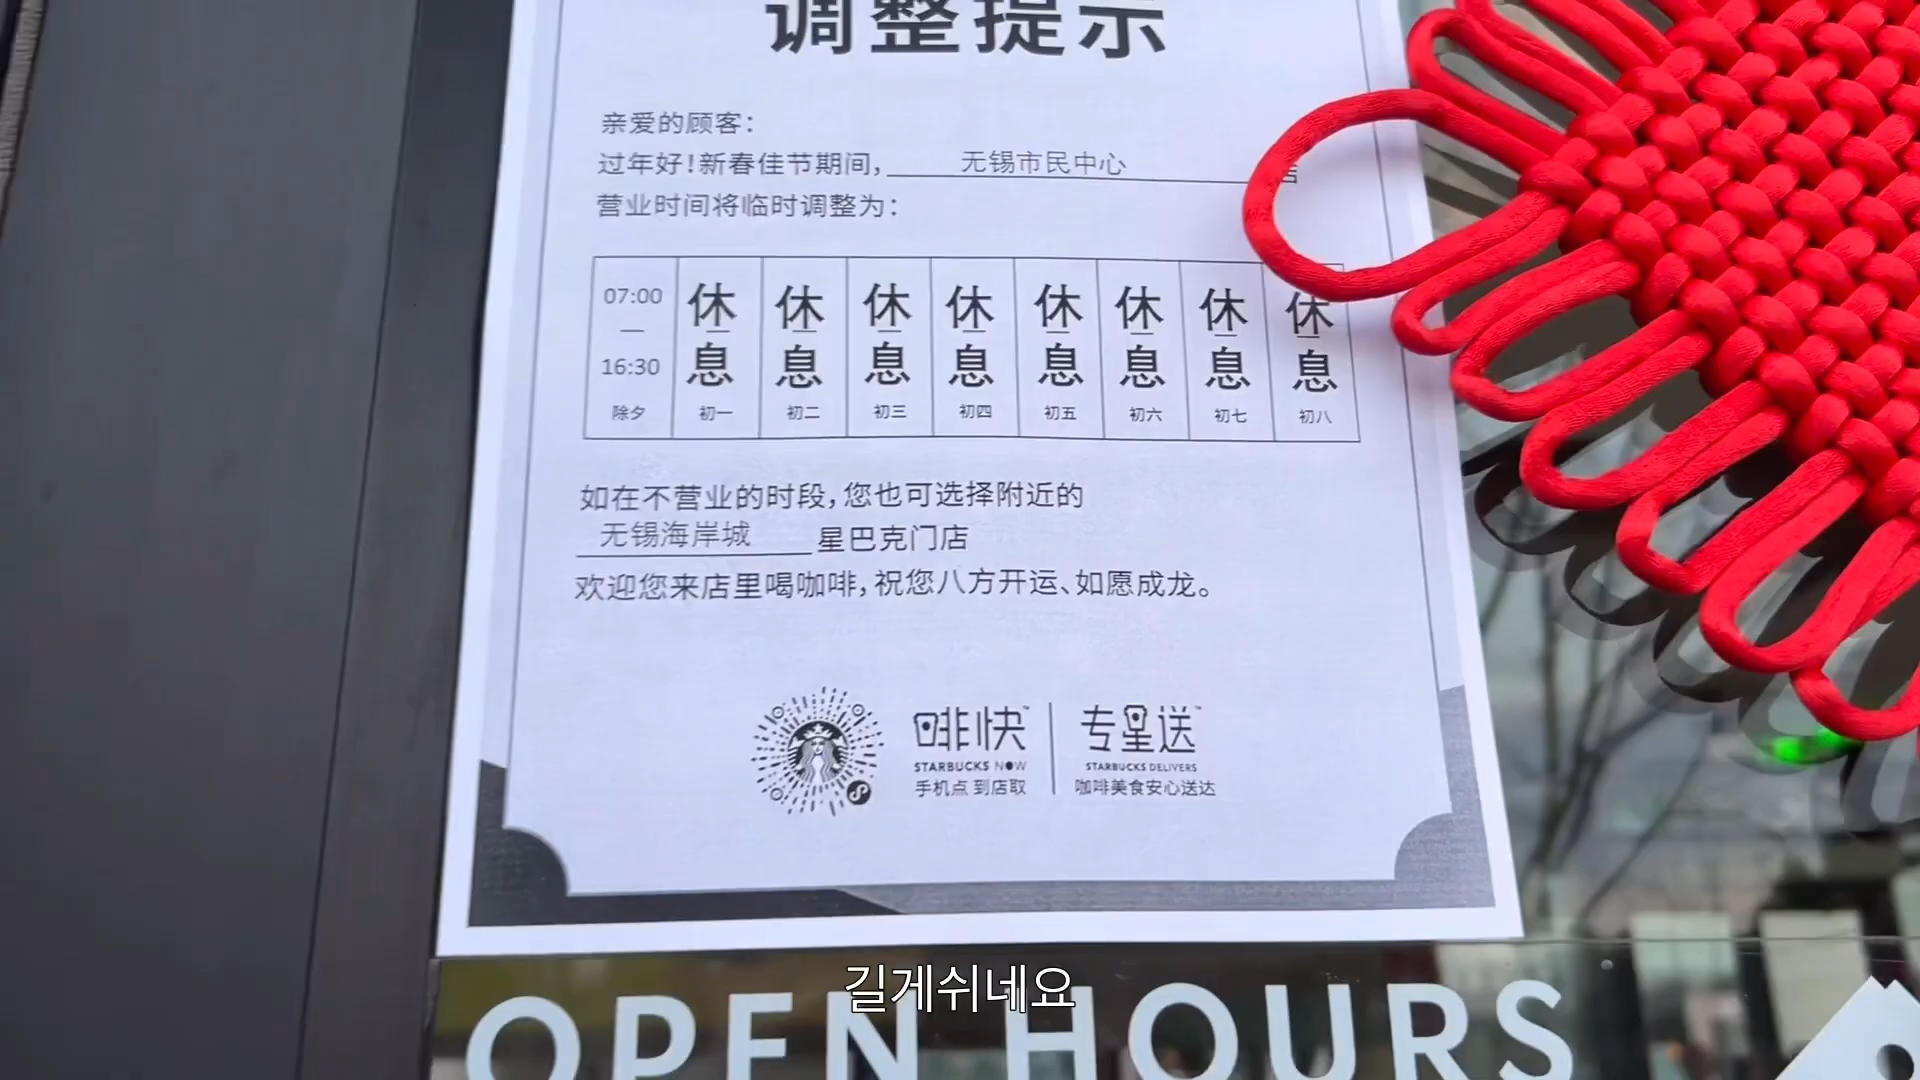 调整提示
亲爱的顾客：
过年好！新春佳节期间，无锡市民中心店
营业时间将临时调整为：
07:00 — 16:30 除夕
休息 初一
休息 初二
休息 初三
休息 初四
休息 初五
休息 初六
休息 初七
休息 初八
如在不营业的时段，您也可选择附近的
无锡海岸城 星巴克门店
欢迎您来店里喝咖啡，祝您八方开运、如愿成龙。
啡快™ 专星送™
STARBUCKS NOW STARBUCKS DELIVERS
手机点 到店取 咖啡美食安心送达
길게쉬네요
OPEN HOURS